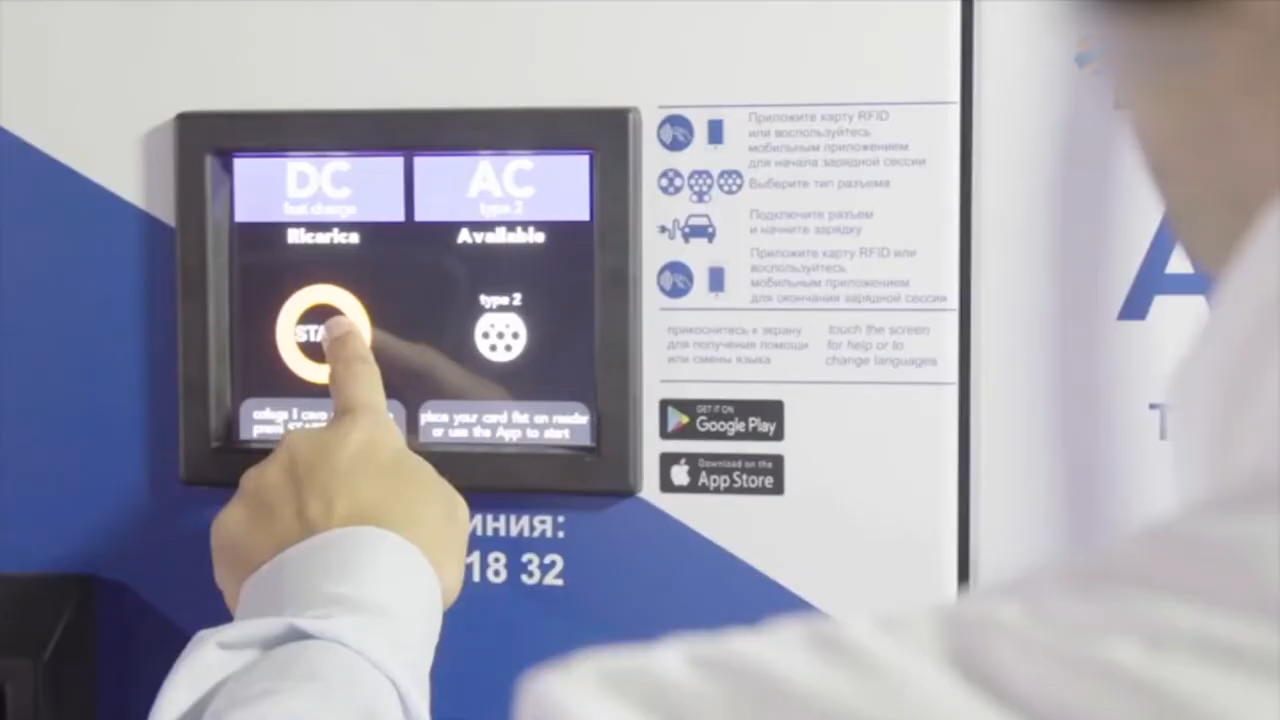 DC
fast charge
Ricarica
START
AC
type 2
Available
type 2
press
place your card flat on reader
or use the App to start
Приложите карту RFID
или воспользуйтесь
мобильным приложением
для начала зарядной сессии
Выберите тип разъема
Подключите разъем
и начните зарядку
Приложите карту RFID или
воспользуйтесь
мобильным приложением
для окончания зарядной сессии
прикоснитесь к экрану
для получения помощи
или смены языка
touch the screen
for help or to
change languages
GET IT ON
Google Play
Download on the
App Store
иния:
18 32
A
T